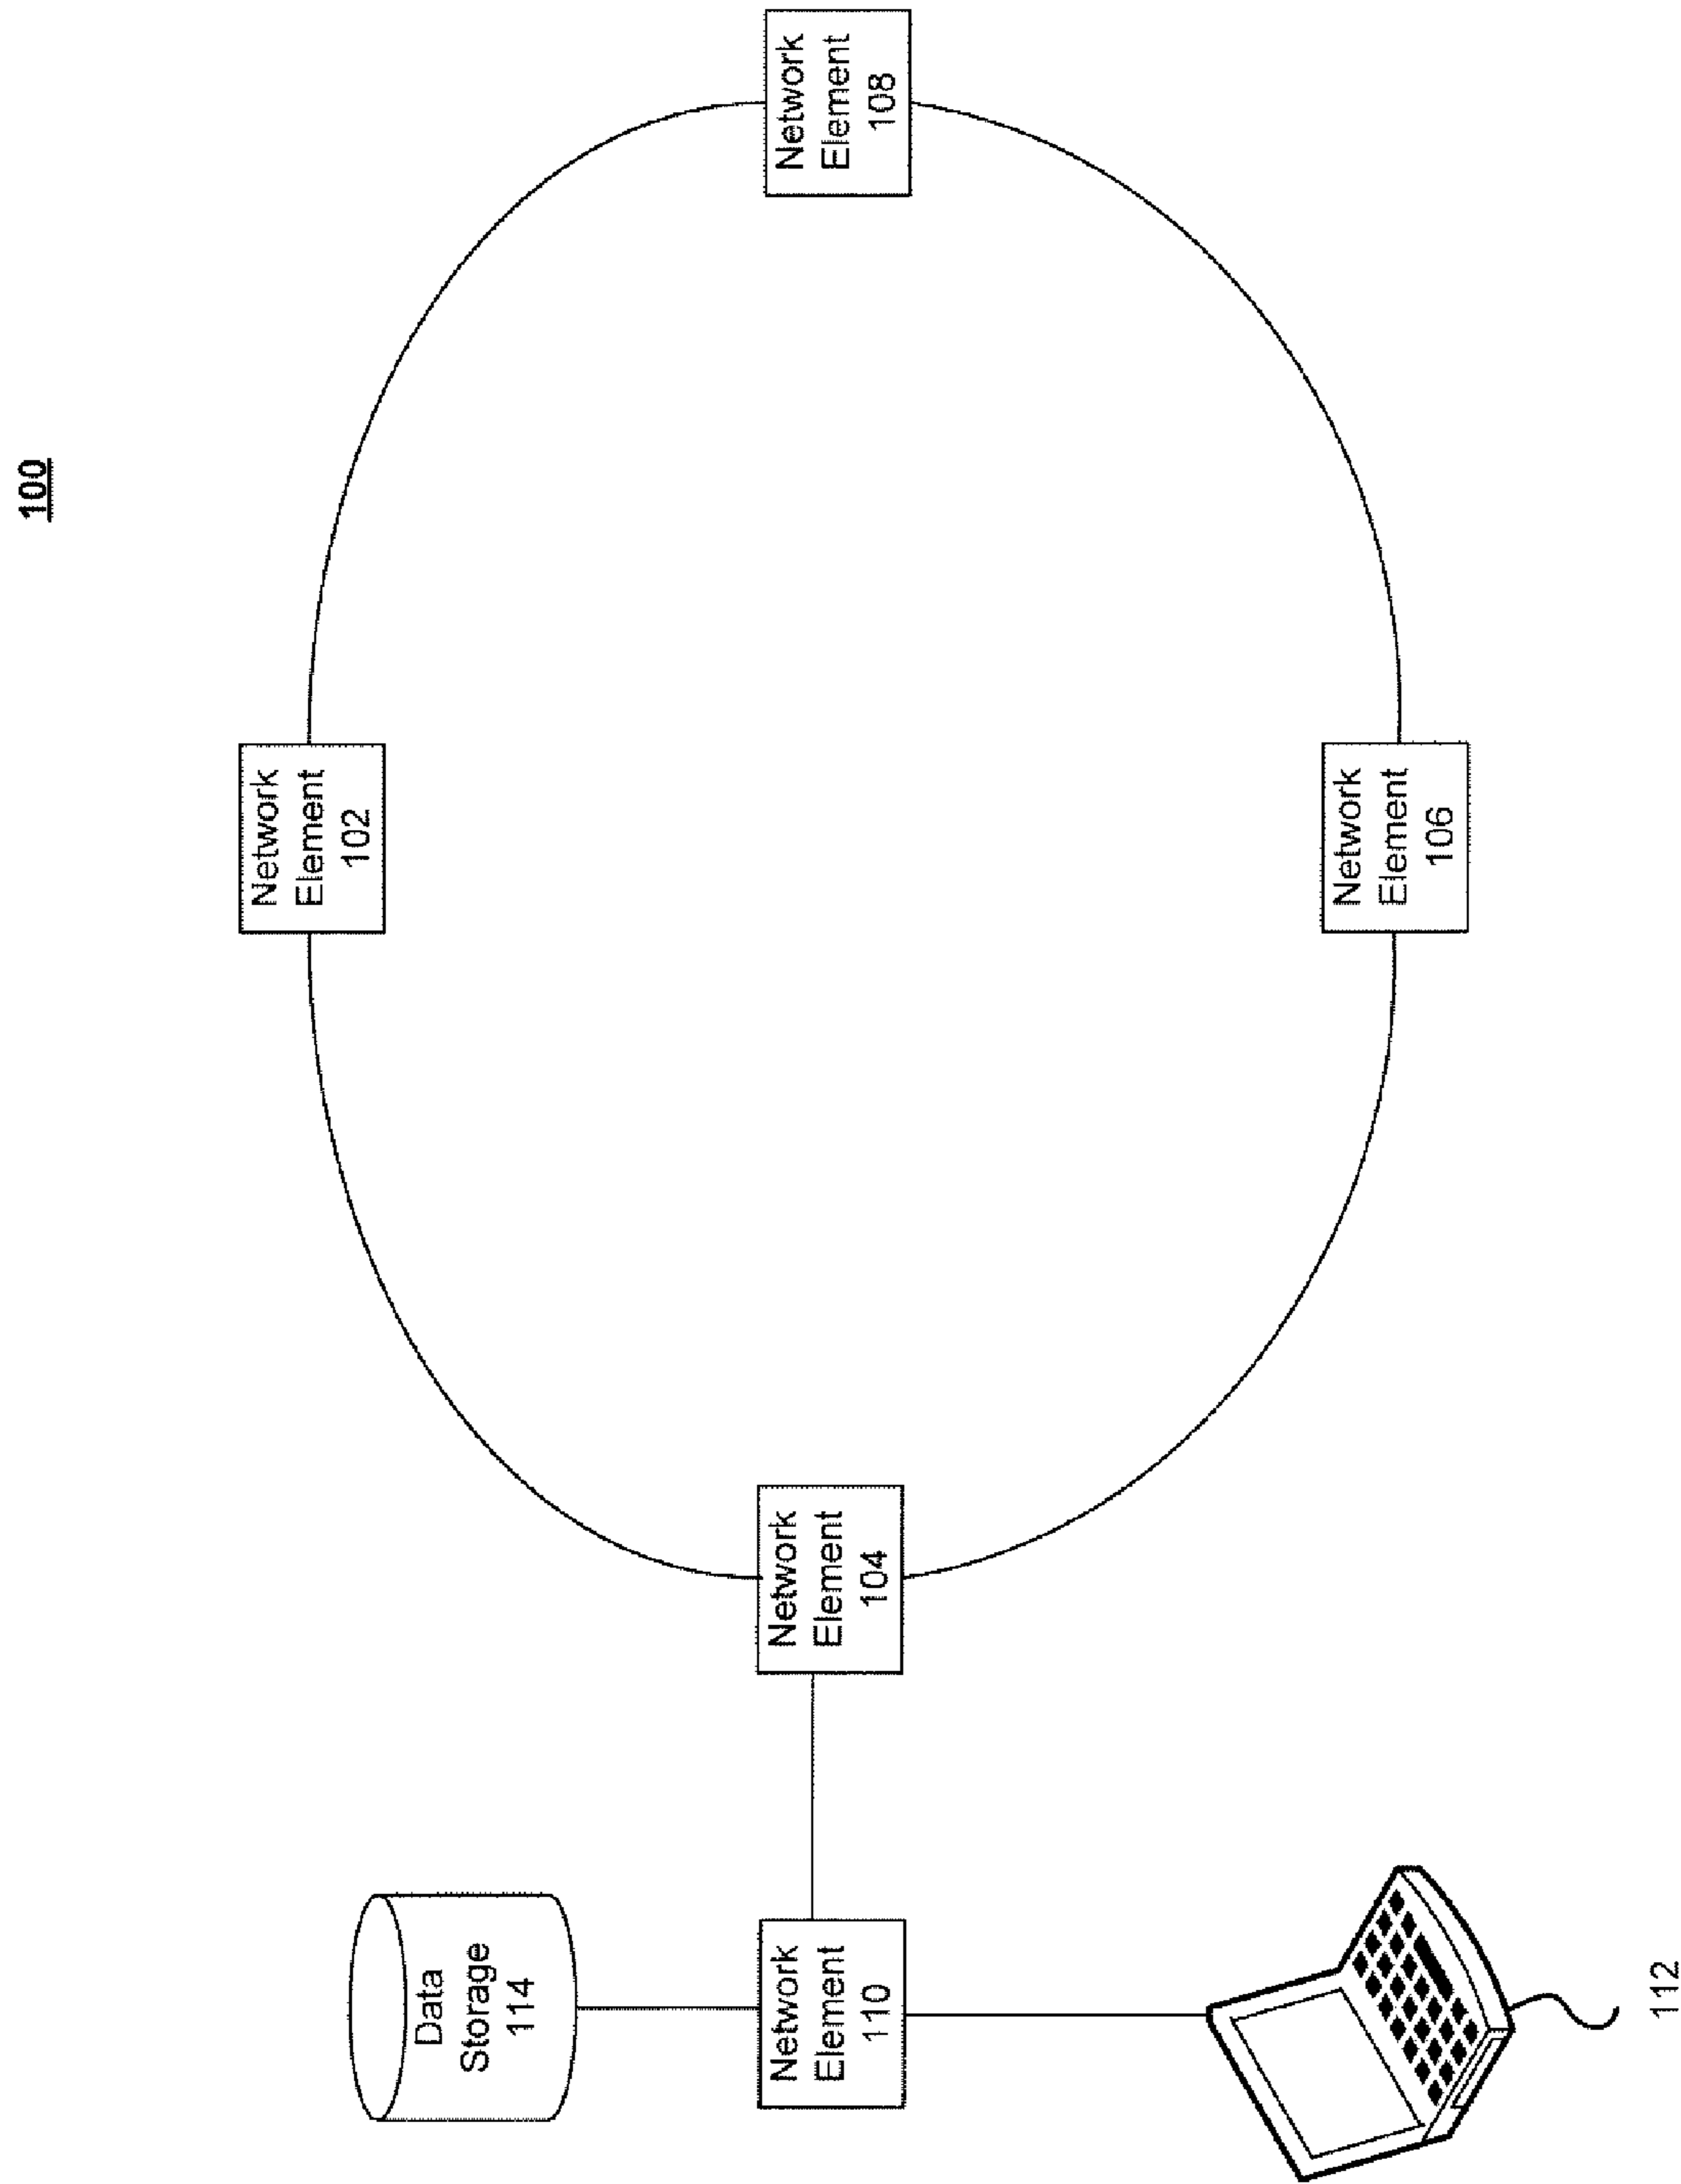 100
Network
Element
102
Data
Storage
114
Network
Element
110
Network
Element
104
Network
Element
108
Network
Element
106
112